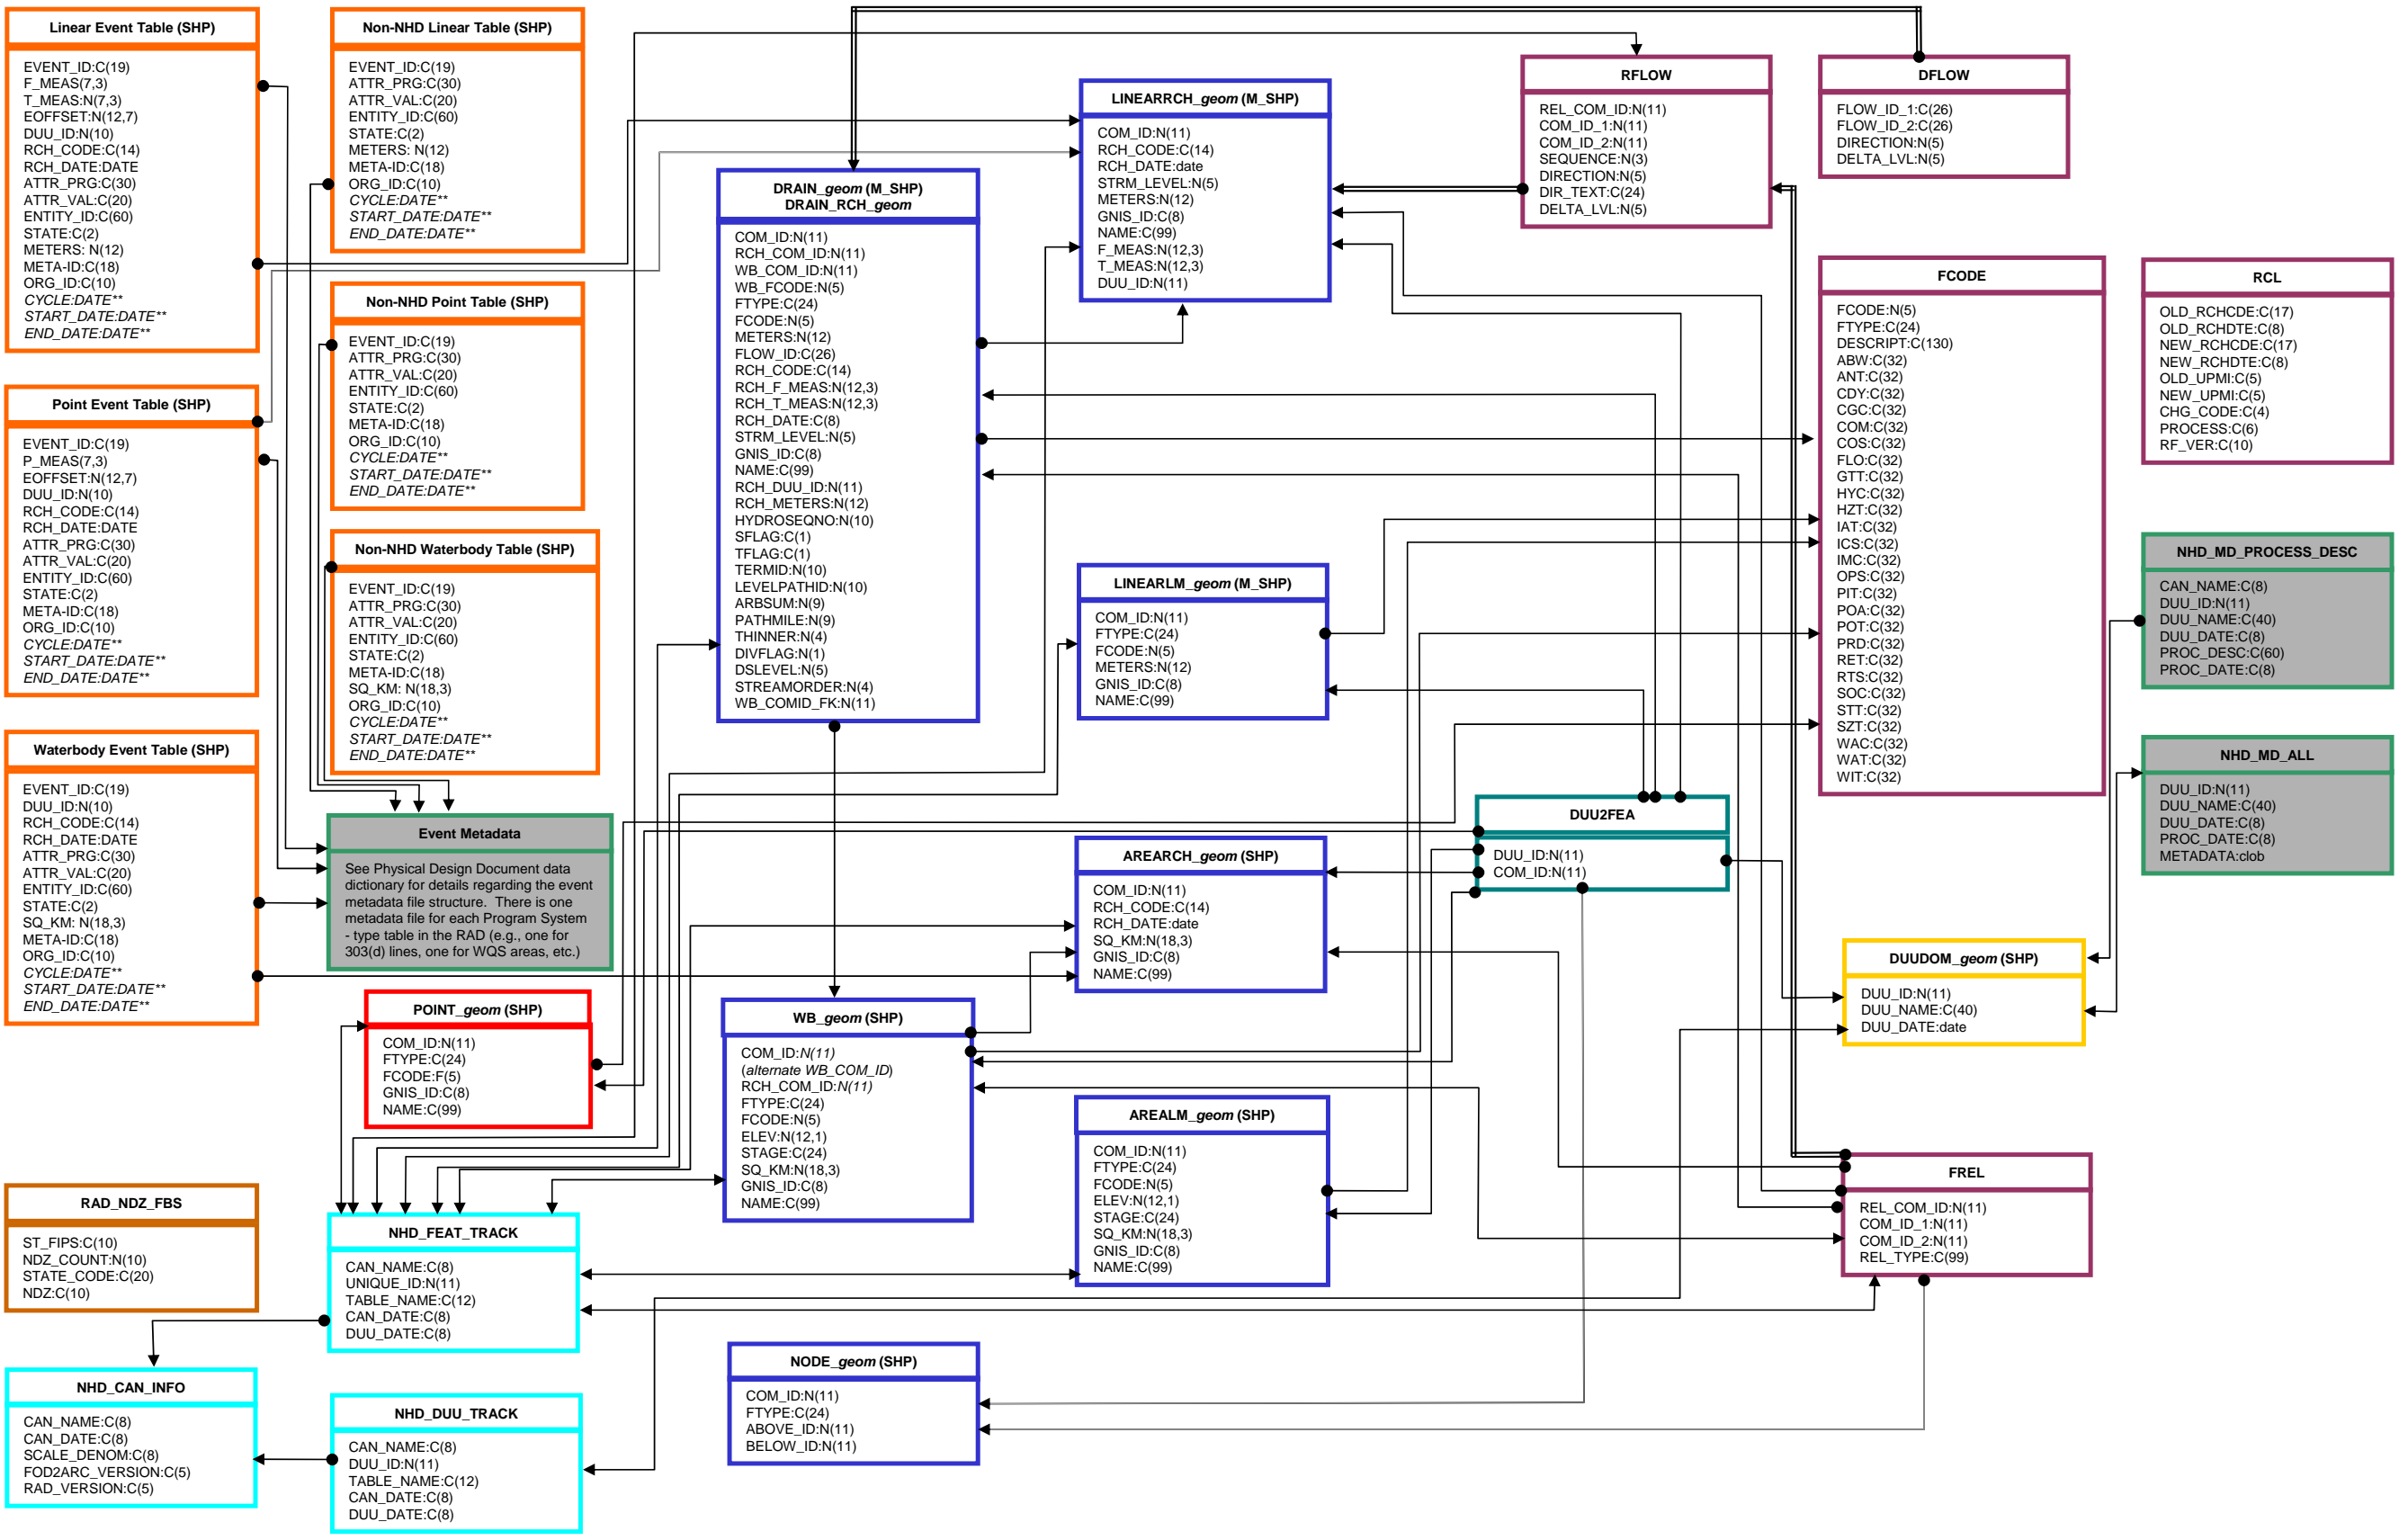 Linear Event Table (SHP)
EVENT_ID:C(19)
F_MEAS(7,3)
T_MEAS:N(7,3)
EOFFSET:N(12,7)
DUU_ID:N(10)
RCH_CODE:C(14)
RCH_DATE:DATE
ATTR_PRG:C(30)
ATTR_VAL:C(20)
ENTITY_ID:C(60)
STATE:C(2)
METERS: N(12)
META-ID:C(18)
ORG_ID:C(10)
CYCLE:DATE**
START_DATE:DATE**
END_DATE:DATE**
Point Event Table (SHP)
EVENT_ID:C(19)
P_MEAS(7,3)
EOFFSET:N(12,7)
DUU_ID:N(10)
RCH_CODE:C(14)
RCH_DATE:DATE
ATTR_PRG:C(30)
ATTR_VAL:C(20)
ENTITY_ID:C(60)
STATE:C(2)
META-ID:C(18)
ORG_ID:C(10)
CYCLE:DATE**
START_DATE:DATE**
END_DATE:DATE**
Waterbody Event Table (SHP)
EVENT_ID:C(19)
DUU_ID:N(10)
RCH_CODE:C(14)
RCH_DATE:DATE
ATTR_PRG:C(30)
ATTR_VAL:C(20)
ENTITY_ID:C(60)
STATE:C(2)
SQ_KM: N(18,3)
META-ID:C(18)
ORG_ID:C(10)
CYCLE:DATE**
START_DATE:DATE**
END_DATE:DATE**
RAD_NDZ_FBS
ST_FIPS:C(10)
NDZ_COUNT:N(10)
STATE_CODE:C(20)
NDZ:C(10)
NHD_CAN_INFO
CAN_NAME:C(8)
CAN_DATE:C(8)
SCALE_DENOM:C(8)
FOD2ARC_VERSION:C(5)
RAD_VERSION:C(5)
Non-NHD Linear Table (SHP)
EVENT_ID:C(19)
ATTR_PRG:C(30)
ATTR_VAL:C(20)
ENTITY_ID:C(60)
STATE:C(2)
METERS: N(12)
META-ID:C(18)
ORG_ID:C(10)
CYCLE:DATE**
START_DATE:DATE**
END_DATE:DATE**
Non-NHD Point Table (SHP)
EVENT_ID:C(19)
ATTR_PRG:C(30)
ATTR_VAL:C(20)
ENTITY_ID:C(60)
STATE:C(2)
META-ID:C(18)
ORG_ID:C(10)
CYCLE:DATE**
START_DATE:DATE**
END_DATE:DATE**
Non-NHD Waterbody Table (SHP)
EVENT_ID:C(19)
ATTR_PRG:C(30)
ATTR_VAL:C(20)
ENTITY_ID:C(60)
STATE:C(2)
META-ID:C(18)
SQ_KM: N(18,3)
ORG_ID:C(10)
CYCLE:DATE**
START_DATE:DATE**
END_DATE:DATE**
Event Metadata
See Physical Design Document data
dictionary for details regarding the event
metadata file structure. There is one
metadata file for each Program System
- type table in the RAD (e.g., one for
303(d) lines, one for WQS areas, etc.)
POINT_geom (SHP)
COM_ID:N(11)
FTYPE:C(24)
FCODE:F(5)
GNIS_ID:C(8)
NAME:C(99)
NHD_FEAT_TRACK
CAN_NAME:C(8)
UNIQUE_ID:N(11)
TABLE_NAME:C(12)
CAN_DATE:C(8)
DUU_DATE:C(8)
NHD_DUU_TRACK
CAN_NAME:C(8)
DUU_ID:N(11)
TABLE_NAME:C(12)
CAN_DATE:C(8)
DUU_DATE:C(8)
DRAIN_geom (M_SHP)
DRAIN_RCH_geom
COM_ID:N(11)
RCH_COM_ID:N(11)
WB_COM_ID:N(11)
WB_FCODE:N(5)
FTYPE:C(24)
FCODE:N(5)
METERS:N(12)
FLOW_ID:C(26)
RCH_CODE:C(14)
RCH_F_MEAS:N(12,3)
RCH_T_MEAS:N(12,3)
RCH_DATE:C(8)
STRM_LEVEL:N(5)
GNIS_ID:C(8)
NAME:C(99)
RCH_DUU_ID:N(11)
RCH_METERS:N(12)
HYDROSEQNO:N(10)
SFLAG:C(1)
TFLAG:C(1)
TERMID:N(10)
LEVELPATHID:N(10)
ARBSUM:N(9)
PATHMILE:N(9)
THINNER:N(4)
DIVFLAG:N(1)
DSLEVEL:N(5)
STREAMORDER:N(4)
WB_COMID_FK:N(11)
WB_geom (SHP)
COM_ID:N(11)
(alternate WB_COM_ID)
RCH_COM_ID:N(11)
FTYPE:C(24)
FCODE:N(5)
ELEV:N(12,1)
STAGE:C(24)
SQ_KM:N(18,3)
GNIS_ID:C(8)
NAME:C(99)
NODE_geom (SHP)
COM_ID:N(11)
FTYPE:C(24)
ABOVE_ID:N(11)
BELOW_ID:N(11)
LINEARRCH_geom (M_SHP)
COM_ID:N(11)
RCH_CODE:C(14)
RCH_DATE:date
STRM_LEVEL:N(5)
METERS:N(12)
GNIS_ID:C(8)
NAME:C(99)
F_MEAS:N(12,3)
T_MEAS:N(12,3)
DUU_ID:N(11)
LINEARLM_geom (M_SHP)
COM_ID:N(11)
FTYPE:C(24)
FCODE:N(5)
METERS:N(12)
GNIS_ID:C(8)
NAME:C(99)
AREARCH_geom (SHP)
COM_ID:N(11)
RCH_CODE:C(14)
RCH_DATE:date
SQ_KM:N(18,3)
GNIS_ID:C(8)
NAME:C(99)
AREALM_geom (SHP)
COM_ID:N(11)
FTYPE:C(24)
FCODE:N(5)
ELEV:N(12,1)
STAGE:C(24)
SQ_KM:N(18,3)
GNIS_ID:C(8)
NAME:C(99)
RFLOW
REL_COM_ID:N(11)
COM_ID_1:N(11)
COM_ID_2:N(11)
SEQUENCE:N(3)
DIRECTION:N(5)
DIR_TEXT:C(24)
DELTA_LVL:N(5)
DUU2FEA
DUU_ID:N(11)
COM_ID:N(11)
DFLOW
FLOW_ID_1:C(26)
FLOW_ID_2:C(26)
DIRECTION:N(5)
DELTA_LVL:N(5)
FCODE
FCODE:N(5)
FTYPE:C(24)
DESCRIPT:C(130)
ABW:C(32)
ANT:C(32)
CDY:C(32)
CGC:C(32)
COM:C(32)
COS:C(32)
FLO:C(32)
GTT:C(32)
HYC:C(32)
HZT:C(32)
IAT:C(32)
ICS:C(32)
IMC:C(32)
OPS:C(32)
PIT:C(32)
POA:C(32)
POT:C(32)
PRD:C(32)
RET:C(32)
RTS:C(32)
SOC:C(32)
STT:C(32)
SZT:C(32)
WAC:C(32)
WAT:C(32)
WIT:C(32)
DUUDOM_geom (SHP)
DUU_ID:N(11)
DUU_NAME:C(40)
DUU_DATE:date
FREL
REL_COM_ID:N(11)
COM_ID_1:N(11)
COM_ID_2:N(11)
REL_TYPE:C(99)
RCL
OLD_RCHCDE:C(17)
OLD_RCHDTE:C(8)
NEW_RCHCDE:C(17)
NEW_RCHDTE:C(8)
OLD_UPMI:C(5)
NEW_UPMI:C(5)
CHG_CODE:C(4)
PROCESS:C(6)
RF_VER:C(10)
NHD_MD_PROCESS_DESC
CAN_NAME:C(8)
DUU_ID:N(11)
DUU_NAME:C(40)
DUU_DATE:C(8)
PROC_DESC:C(60)
PROC_DATE:C(8)
NHD_MD_ALL
DUU_ID:N(11)
DUU_NAME:C(40)
DUU_DATE:C(8)
PROC_DATE:C(8)
METADATA:clob